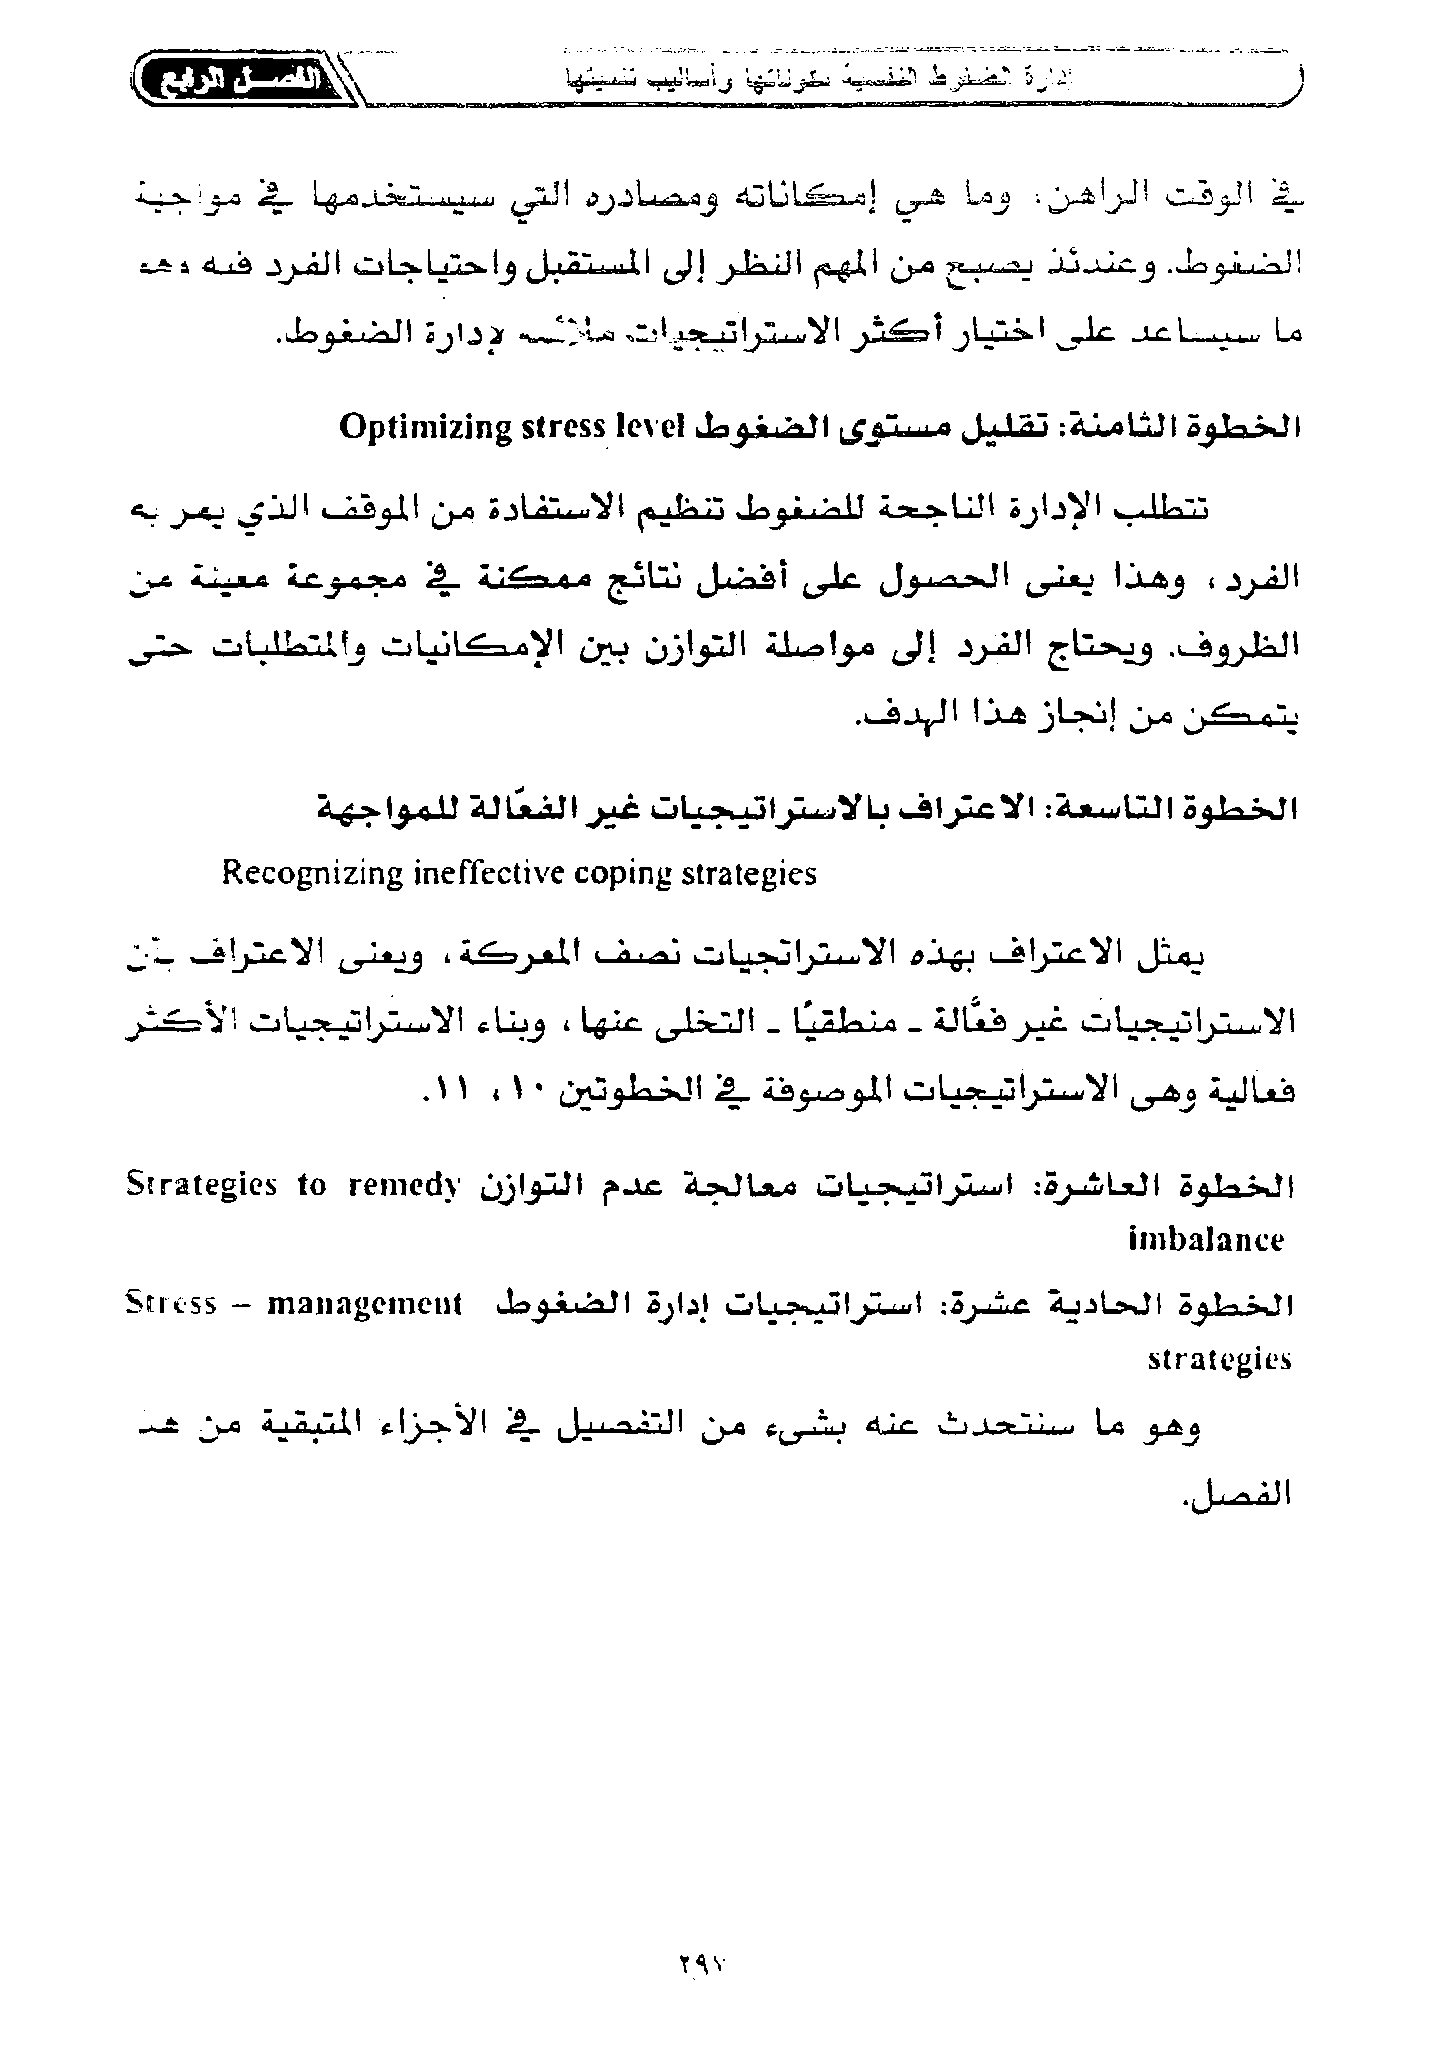 الفصل الرابع
إدارة الضغوط النفسية وأساليب
في الوقت الراهن، وما هي إمكاناته ومصادره التي سيستخدمها في مواجهة
الضغوط. وعندئذ يصبح من المهم النظر إلى المستقبل واحتياجات الفرد فيه
ما سيساعد على اختيار أكثر الاستراتيجيات ملائمه لإدارة الضغوط.
الخطوة الثامنة: تقليل مستوى الضغوط Optimizing stress level
تتطلب الإدارة الناجحة للضغوط تنظيم الاستفادة من الموقف الذي يمر به
الفرد، وهذا يعنى الحصول على أفضل نتائج ممكنة في مجموعة معينة من
الظروف. ويحتاج الفرد إلى مواصلة التوازن بين الإمكانيات والمتطلبات حتى
يتمكن من إنجاز هذا الهدف.
الخطوة التاسعة: الاعتراف بالاستراتيجيات غير الفعّالة للمواجهة
Recognizing ineffective coping strategies
يمثل الاعتراف بهذه الاستراتجيات نصف المعركة، ويعنى الاعتراف بأن
الاستراتيجيات غير فعَّالة - منطقيًا - التخلى عنها، وبناء الاستراتيجيات الأكثر
فعالية وهى الاستراتيجيات الموصوفة في الخطوتين ١٠، ١١.
الخطوة العاشرة: استراتيجيات معالجة عدم التوازن Strategies to remedy
imbalance
الخطوة الحادية عشرة: استراتيجيات إدارة الضغوط Stress – management
strategies
وهو ما سنتحدث عنه بشىء من التفصيل في الأجزاء المتبقية من
الفصل.
٢٩٧